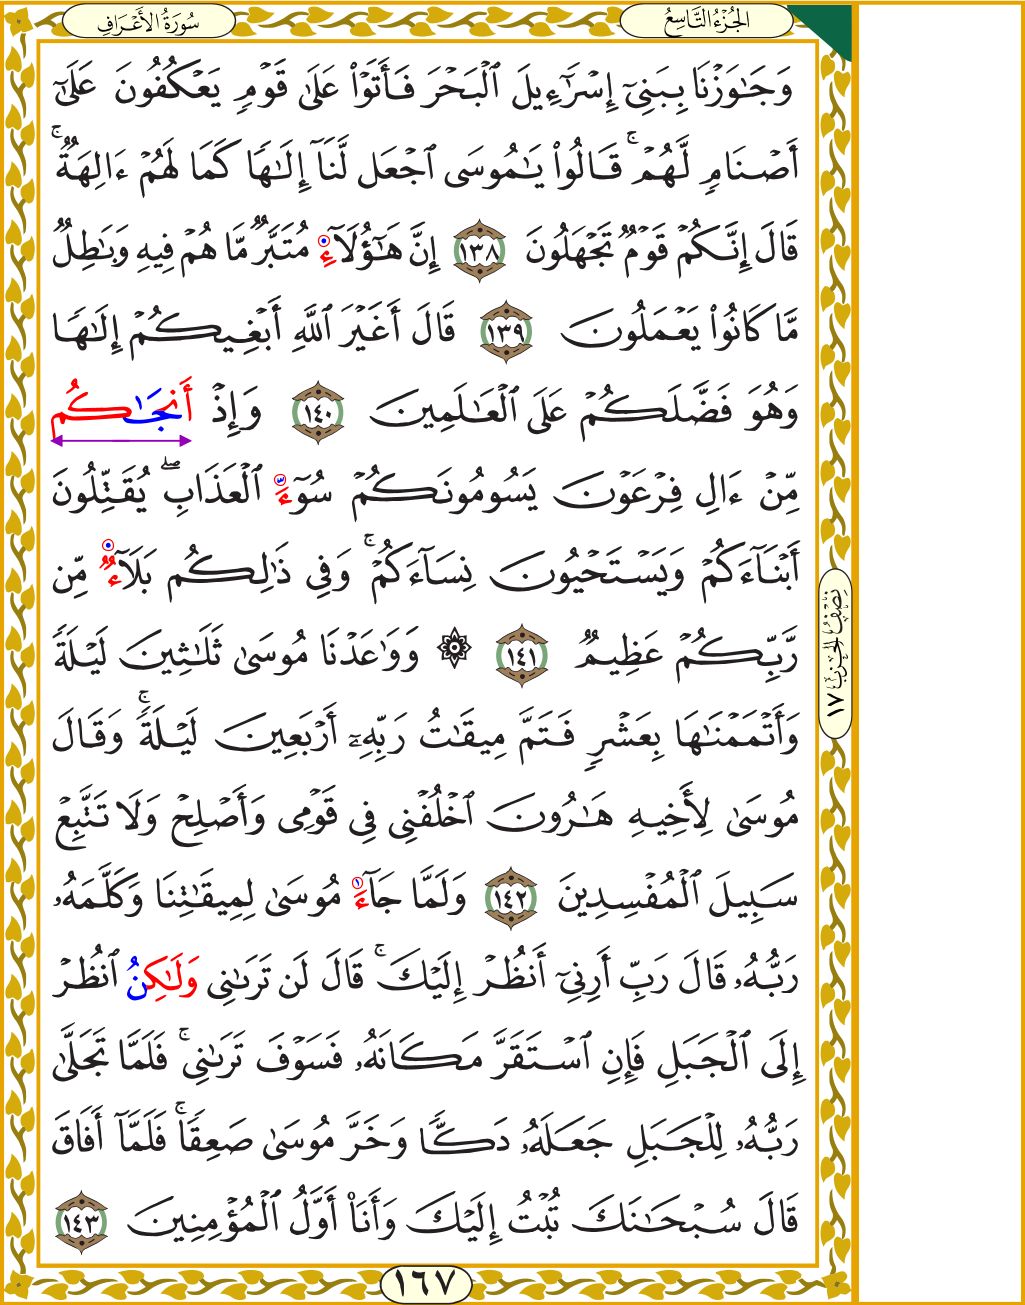 الجُزْءُ التَّاسِعُ
سُورَةُ الأَعْرَافِ
وَجَٰوَزْنَا بِبَنِىٓ إِسْرَٰٓءِيلَ ٱلْبَحْرَ فَأَتَوْا۟ عَلَىٰ قَوْمٍ يَعْكُفُونَ عَلَىٰٓ
أَصْنَامٍ لَّهُمْ ۚ قَالُوا۟ يَٰمُوسَى ٱجْعَل لَّنَآ إِلَٰهًا كَمَا لَهُمْ ءَالِهَةٌ ۚ
قَالَ إِنَّكُمْ قَوْمٌ تَجْهَلُونَ ١٣٨ إِنَّ هَٰٓؤُلَآءِ مُتَبَّرٌ مَّا هُمْ فِيهِ وَبَٰطِلٌ
مَّا كَانُوا۟ يَعْمَلُونَ ١٣٩ قَالَ أَغَيْرَ ٱللَّهِ أَبْغِيكُمْ إِلَٰهًا
وَهُوَ فَضَّلَكُمْ عَلَى ٱلْعَٰلَمِينَ ١٤٠ وَإِذْ أَنجَىٰكُم
مِّنْ ءَالِ فِرْعَوْنَ يَسُومُونَكُمْ سُوٓءَ ٱلْعَذَابِ ۖ يُقَتِّلُونَ
أَبْنَآءَكُمْ وَيَسْتَحْيُونَ نِسَآءَكُمْ ۚ وَفِى ذَٰلِكُم بَلَآءٌ مِّن
رَّبِّكُمْ عَظِيمٌ ١٤١ ۞ وَوَٰعَدْنَا مُوسَىٰ ثَلَٰثِينَ لَيْلَةً
وَأَتْمَمْنَٰهَا بِعَشْرٍ فَتَمَّ مِيقَٰتُ رَبِّهِۦٓ أَرْبَعِينَ لَيْلَةً ۚ وَقَالَ
مُوسَىٰ لِأَخِيهِ هَٰرُونَ ٱخْلُفْنِى فِى قَوْمِى وَأَصْلِحْ وَلَا تَتَّبِعْ
سَبِيلَ ٱلْمُفْسِدِينَ ١٤٢ وَلَمَّا جَآءَ مُوسَىٰ لِمِيقَٰتِنَا وَكَلَّمَهُۥ
رَبُّهُۥ قَالَ رَبِّ أَرِنِىٓ أَنظُرْ إِلَيْكَ ۚ قَالَ لَن تَرَىٰنِى وَلَٰكِنُ ٱنظُرْ
إِلَى ٱلْجَبَلِ فَإِنِ ٱسْتَقَرَّ مَكَانَهُۥ فَسَوْفَ تَرَىٰنِى ۚ فَلَمَّا تَجَلَّىٰ
رَبُّهُۥ لِلْجَبَلِ جَعَلَهُۥ دَكًّا وَخَرَّ مُوسَىٰ صَعِقًا ۚ فَلَمَّآ أَفَاقَ
قَالَ سُبْحَٰنَكَ تُبْتُ إِلَيْكَ وَأَنَا۠ أَوَّلُ ٱلْمُؤْمِنِينَ ١٤٣
نِصْفُ الحِزْبِ ١٧
١٦٧